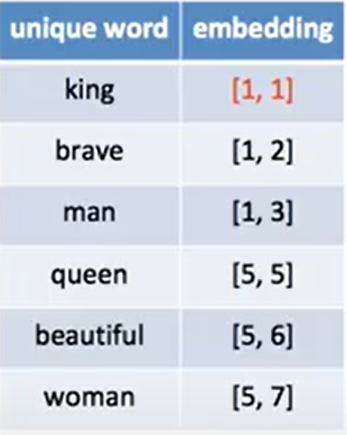 unique word embedding
king [1, 1]
brave [1, 2]
man [1, 3]
queen [5, 5]
beautiful [5, 6]
woman [5, 7]